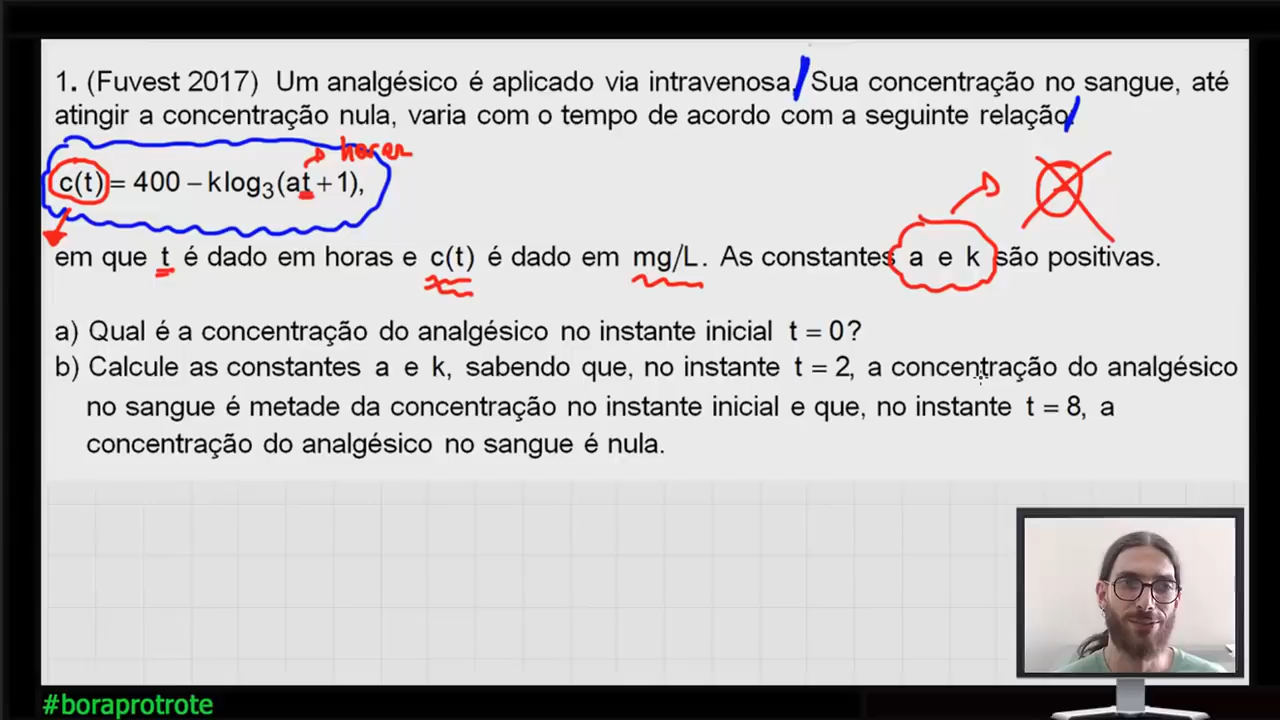 1. (Fuvest 2017) Um analgésico é aplicado via intravenosa. Sua concentração no sangue, até
atingir a concentração nula, varia com o tempo de acordo com a seguinte relação:
horas
c(t) = 400 – k log₃(at + 1),
em que t é dado em horas e c(t) é dado em mg/L. As constantes a e k são positivas.
a) Qual é a concentração do analgésico no instante inicial t = 0?
b) Calcule as constantes a e k, sabendo que, no instante t = 2, a concentração do analgésico
no sangue é metade da concentração no instante inicial e que, no instante t = 8, a
concentração do analgésico no sangue é nula.
#boraprotrote